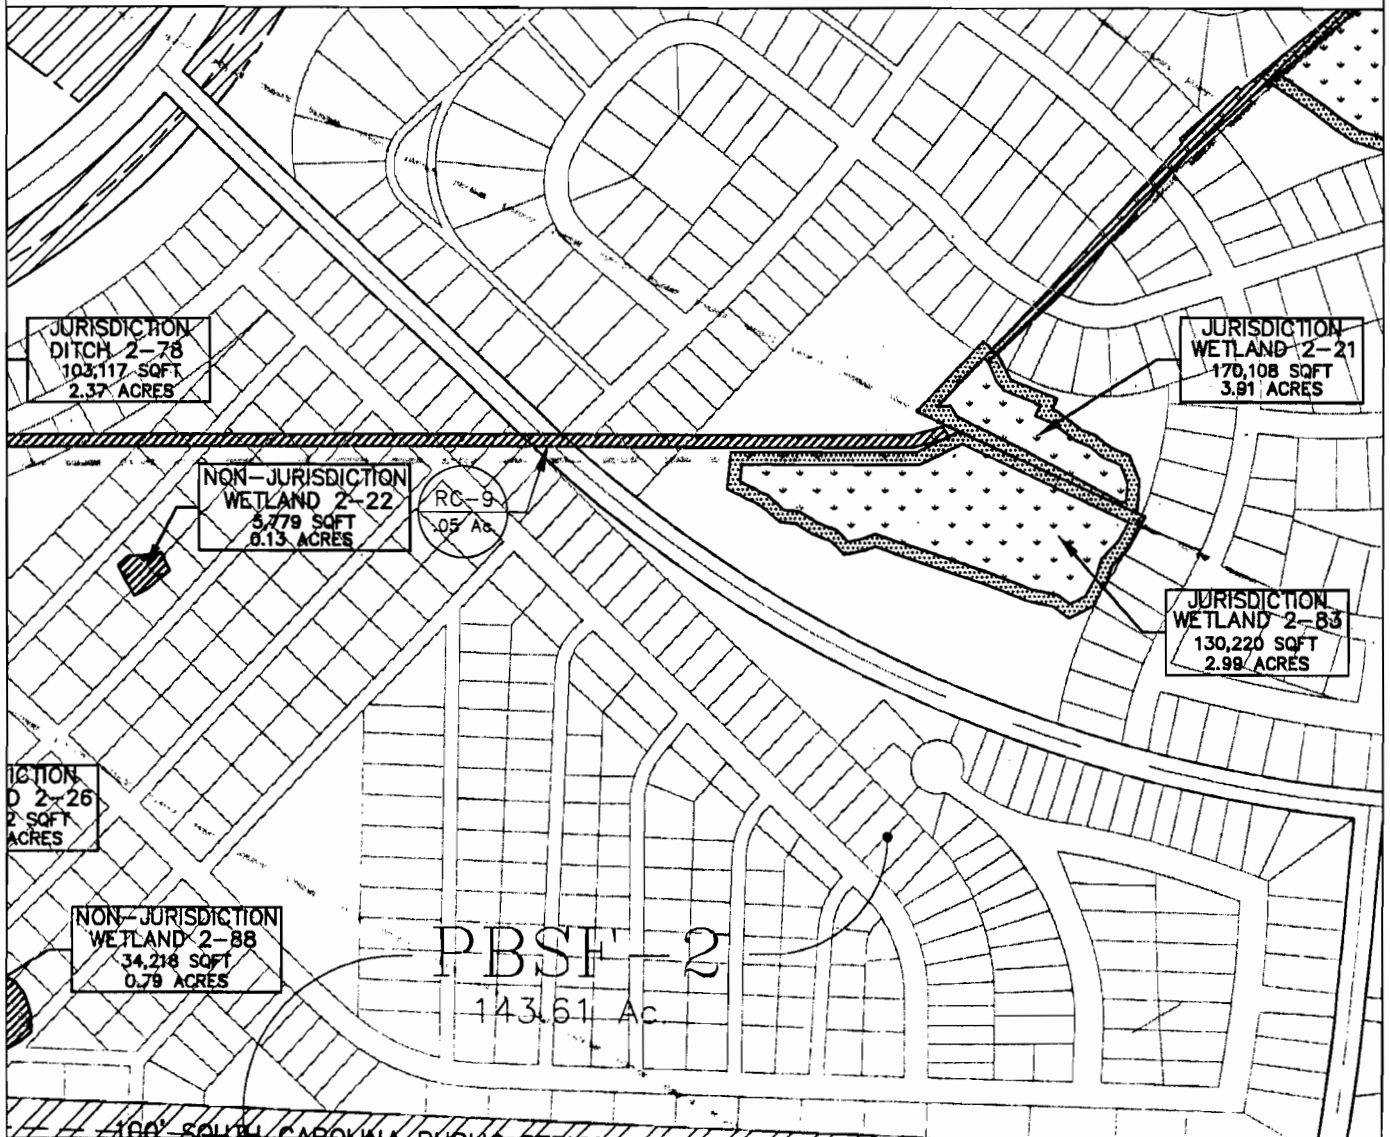 JURISDICTION
DITCH 2-78
103,117 SQFT
2.37 ACRES
JURISDICTION
WETLAND 2-21
170,108 SQFT
3.91 ACRES
NON-JURISDICTION
WETLAND 2-22
5,779 SQFT
0.13 ACRES
RC-9
.05 Ac
JURISDICTION
WETLAND 2-83
130,220 SQFT
2.99 ACRES
ICTION
D 2-26
2 SQFT
ACRES
NON-JURISDICTION
WETLAND 2-88
34,218 SQFT
0.79 ACRES
PBSF-2
143.61 Ac
100' SOUTH CAROLINA